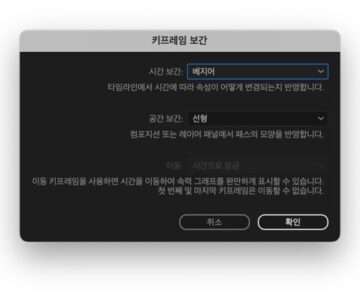 키프레임 보간
시간 보간: 베지어
타임라인에서 시간에 따라 속성이 어떻게 변경되는지 반영합니다.
공간 보간: 선형
컴포지션 또는 레이어 패널에서 패스의 모양을 반영합니다.
이동: 시간으로 잠금
이동 키프레임을 사용하면 시간을 이동하여 속력 그래프를 완만하게 표시할 수 있습니다.
첫 번째 및 마지막 키프레임은 이동할 수 없습니다.
취소
확인